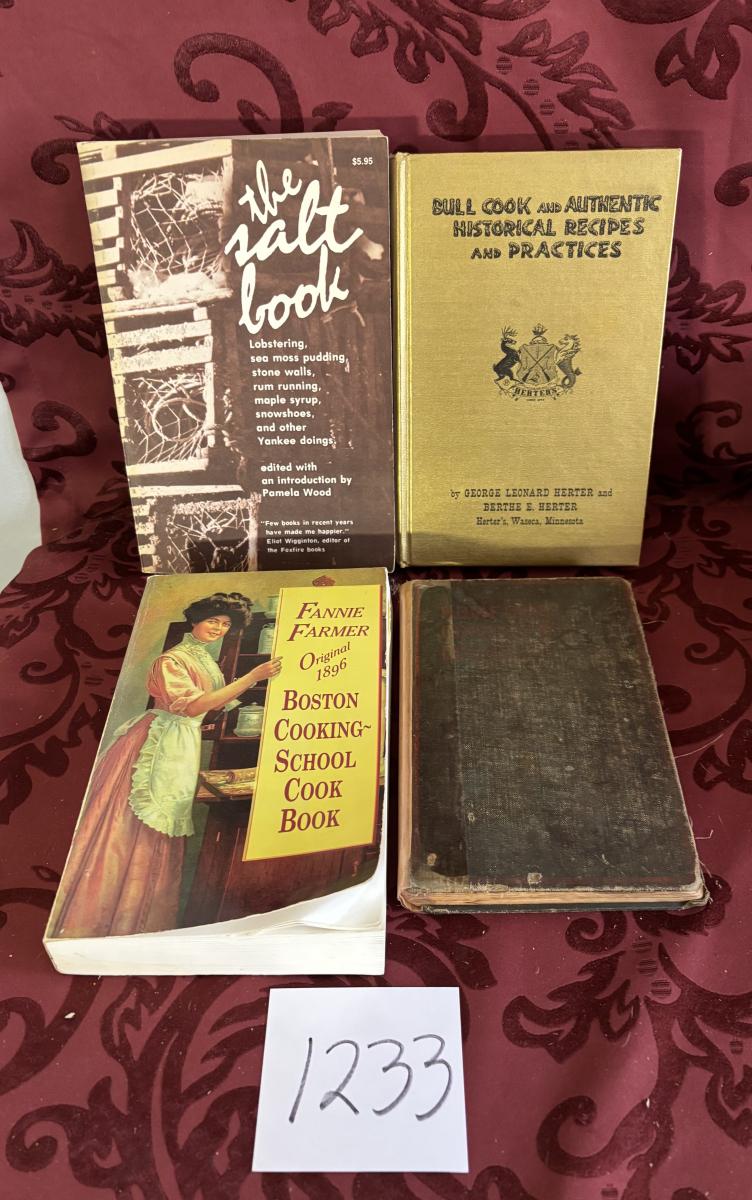 $5.95
the
salt
book
Lobstering,
sea moss pudding,
stone walls,
rum running,
maple syrup,
snowshoes,
and other
Yankee doings.
edited with
an introduction by
Pamela Wood
"Few books in recent years
have made me happier."
Eliot Wigginton, editor of
the Foxfire books
BULL COOK AND AUTHENTIC
HISTORICAL RECIPES
AND PRACTICES
HERTERS
by GEORGE LEONARD HERTER and
BERTHE E. HERTER
Herter's, Waseca, Minnesota
FANNIE
FARMER
Original
1896
BOSTON
COOKING~
SCHOOL
COOK
BOOK
1233